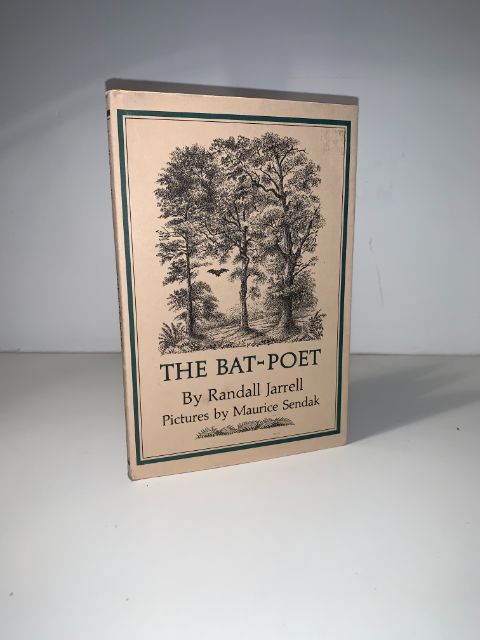 THE BAT-POET
By Randall Jarrell
Pictures by Maurice Sendak